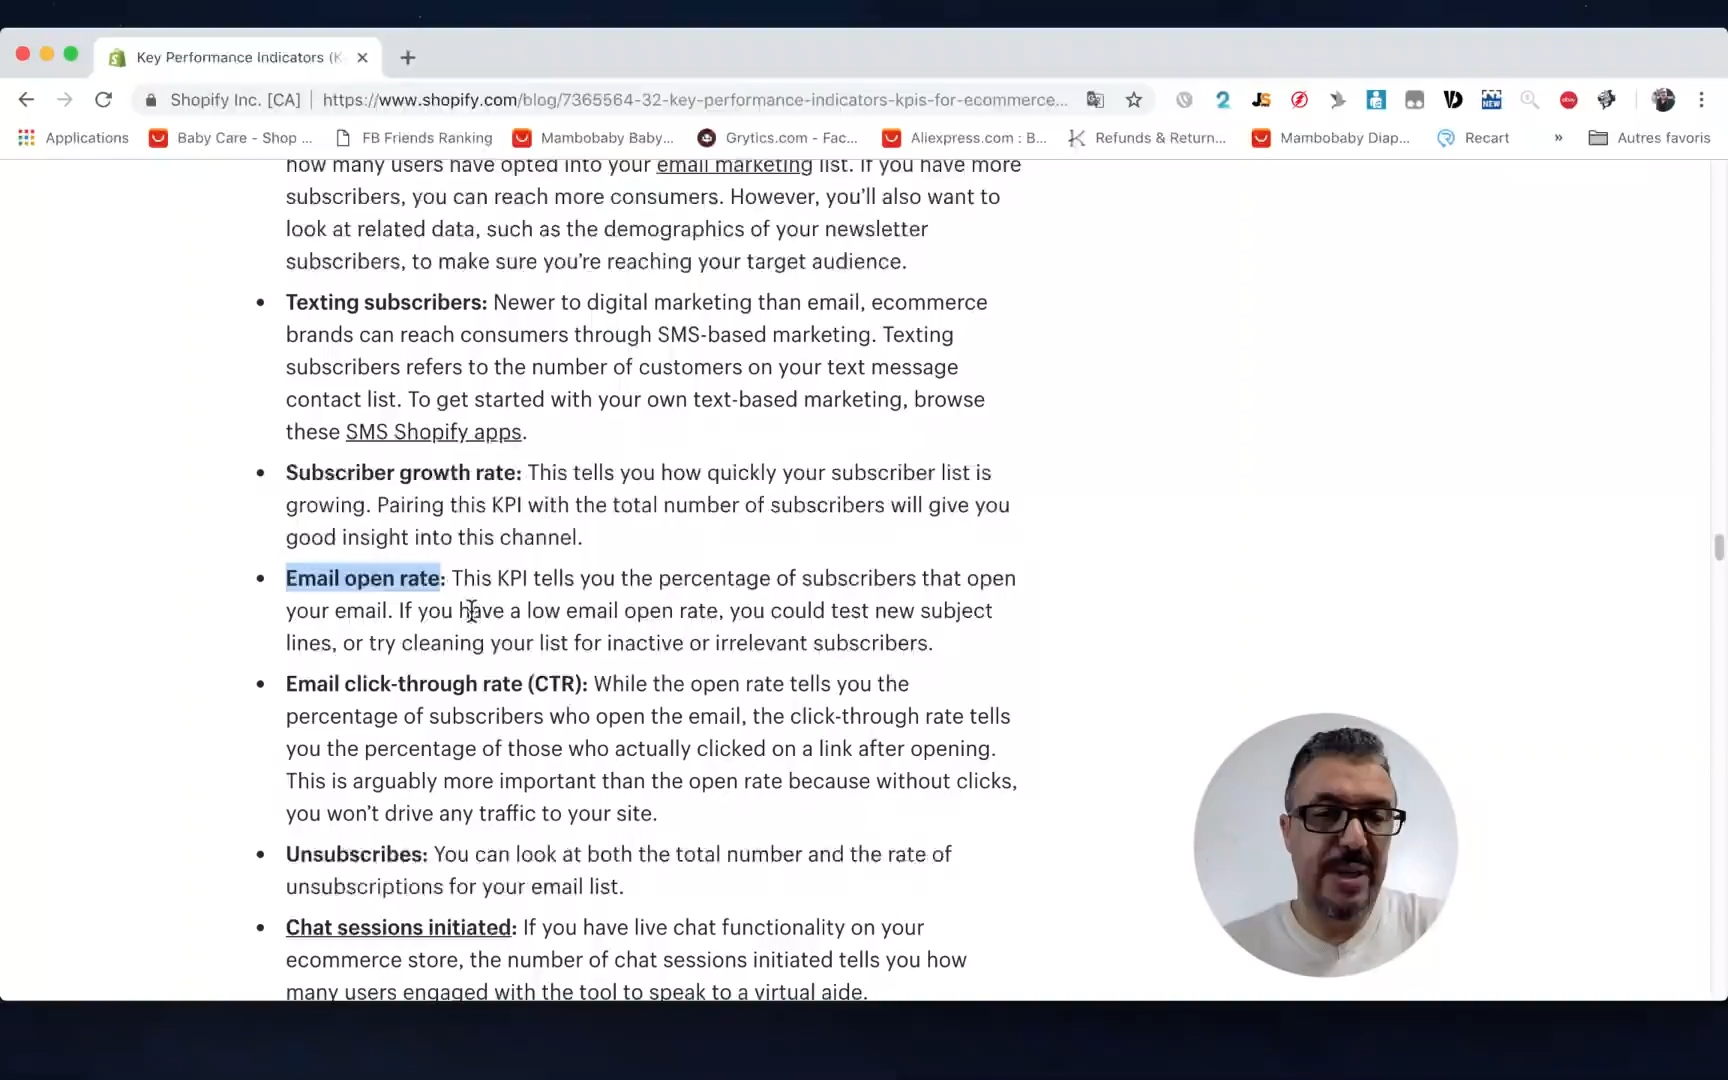 Key Performance Indicators (K
Shopify Inc. [CA] | https://www.shopify.com/blog/7365564-32-key-performance-indicators-kpis-for-ecommerce...
Applications Baby Care - Shop ... FB Friends Ranking Mambobaby Baby... Grytics.com - Fac... Aliexpress.com : B... Refunds & Return... Mambobaby Diap... Recart » Autres favoris
how many users have opted into your email marketing list. If you have more
subscribers, you can reach more consumers. However, you'll also want to
look at related data, such as the demographics of your newsletter
subscribers, to make sure you're reaching your target audience.
• Texting subscribers: Newer to digital marketing than email, ecommerce
brands can reach consumers through SMS-based marketing. Texting
subscribers refers to the number of customers on your text message
contact list. To get started with your own text-based marketing, browse
these SMS Shopify apps.
• Subscriber growth rate: This tells you how quickly your subscriber list is
growing. Pairing this KPI with the total number of subscribers will give you
good insight into this channel.
• Email open rate: This KPI tells you the percentage of subscribers that open
your email. If you have a low email open rate, you could test new subject
lines, or try cleaning your list for inactive or irrelevant subscribers.
• Email click-through rate (CTR): While the open rate tells you the
percentage of subscribers who open the email, the click-through rate tells
you the percentage of those who actually clicked on a link after opening.
This is arguably more important than the open rate because without clicks,
you won't drive any traffic to your site.
• Unsubscribes: You can look at both the total number and the rate of
unsubscriptions for your email list.
• Chat sessions initiated: If you have live chat functionality on your
ecommerce store, the number of chat sessions initiated tells you how
many users engaged with the tool to speak to a virtual aide.